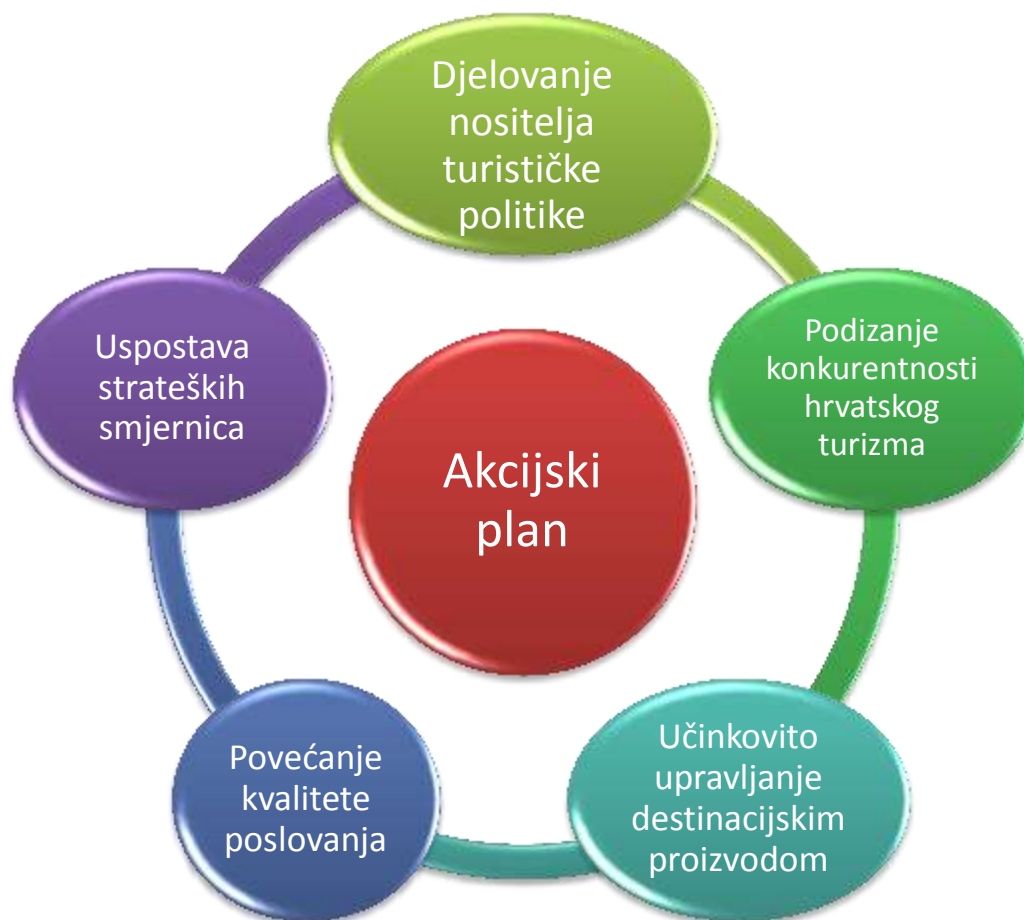 Djelovanje
nositelja
turističke
politike
Podizanje
konkurentnosti
hrvatskog
turizma
Učinkovito
upravljanje
destinacijskim
proizvodom
Povećanje
kvalitete
poslovanja
Uspostava
strateških
smjernica
Akcijski
plan